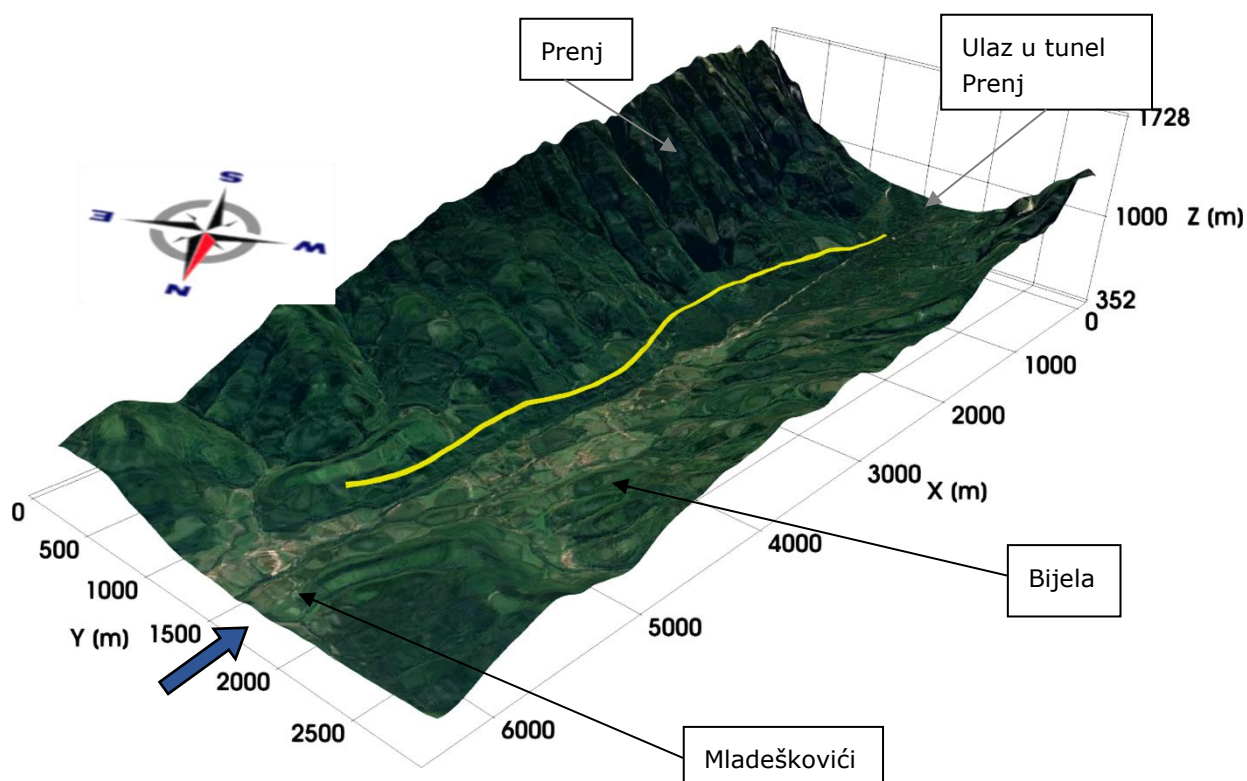 Prenj
Ulaz u tunel
Prenj
1728
1000
Z (m)
352
S
E
W
N
0
1000
2000
3000
X (m)
4000
5000
6000
0
500
1000
1500
Y (m)
2000
2500
Bijela
Mladeškovići